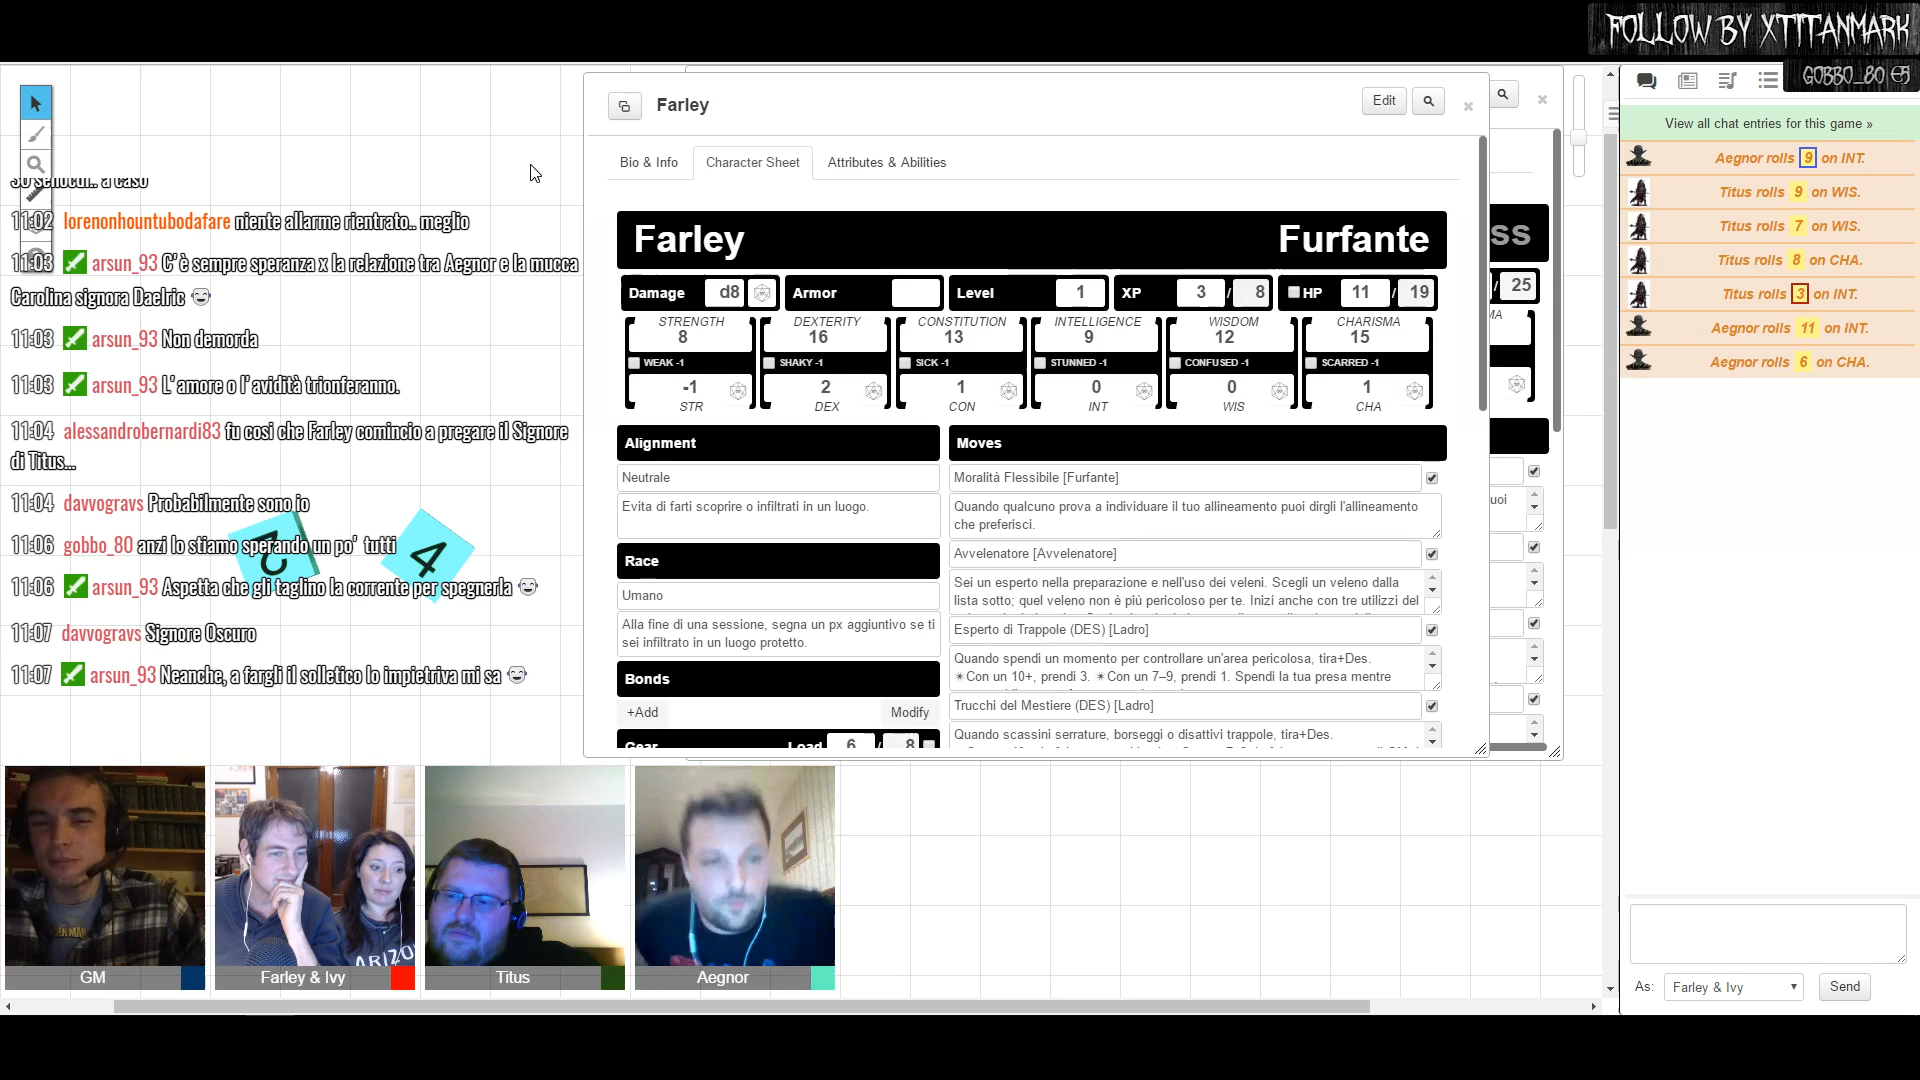 FOLLOW BY XTITANMARK
GOBBO_80
11:02 lorenonhountubodafare niente allarme rientrato.. meglio
11:03 arsun_93 C'è sempre speranza x la relazione tra Aegnor e la mucca
Carolina signora Daelric
11:03 arsun_93 Non demorda
11:03 arsun_93 L'amore o l'avidità trionferanno.
11:04 alessandrobernardi83 fu cosi che Farley comincio a pregare il Signore
di Titus...
11:04 davvogravs Probabilmente sono io
11:06 gobbo_80 anzi lo stiamo sperando un po' tutti
11:06 arsun_93 Aspetta che gli taglino la corrente per spegnerla
11:07 davvogravs Signore Oscuro
11:07 arsun_93 Neanche, a fargli il solletico lo impietriva mi sa
4
Farley
Edit
Bio & Info
Character Sheet
Attributes & Abilities
Farley
Furfante
Damage d8
Armor
Level 1
XP 3 / 8
HP 11 / 19
STRENGTH DEXTERITY CONSTITUTION INTELLIGENCE WISDOM CHARISMA
8 16 13 9 12 15
WEAK -1 SHAKY -1 SICK -1 STUNNED -1 CONFUSED -1 SCARRED -1
-1 2 1 0 0 1
STR DEX CON INT WIS CHA
Alignment
Neutrale
Evita di farti scoprire o infiltrati in un luogo.
Race
Umano
Alla fine di una sessione, segna un px aggiuntivo se ti
sei infiltrato in un luogo protetto.
Bonds
+Add
Modify
Gear Load 6 / 8
Moves
Moralità Flessibile [Furfante]
Quando qualcuno prova a individuare il tuo allineamento puoi dirgli l'allineamento
che preferisci.
Avvelenatore [Avvelenatore]
Sei un esperto nella preparazione e nell'uso dei veleni. Scegli un veleno dalla
lista sotto; quel veleno non è più pericoloso per te. Inizi anche con tre utilizzi del
Esperto di Trappole (DES) [Ladro]
Quando spendi un momento per controllare un'area pericolosa, tira+Des.
✶Con un 10+, prendi 3. ✶Con un 7–9, prendi 1. Spendi la tua presa mentre
Trucchi del Mestiere (DES) [Ladro]
Quando scassini serrature, borseggi o disattivi trappole, tira+Des.
ss
/ 25
MA
uoi
View all chat entries for this game »
Aegnor rolls 9 on INT.
Titus rolls 9 on WIS.
Titus rolls 7 on WIS.
Titus rolls 8 on CHA.
Titus rolls 3 on INT.
Aegnor rolls 11 on INT.
Aegnor rolls 6 on CHA.
As: Farley & Ivy
Send
ARIZO
GM
Farley & Ivy
Titus
Aegnor